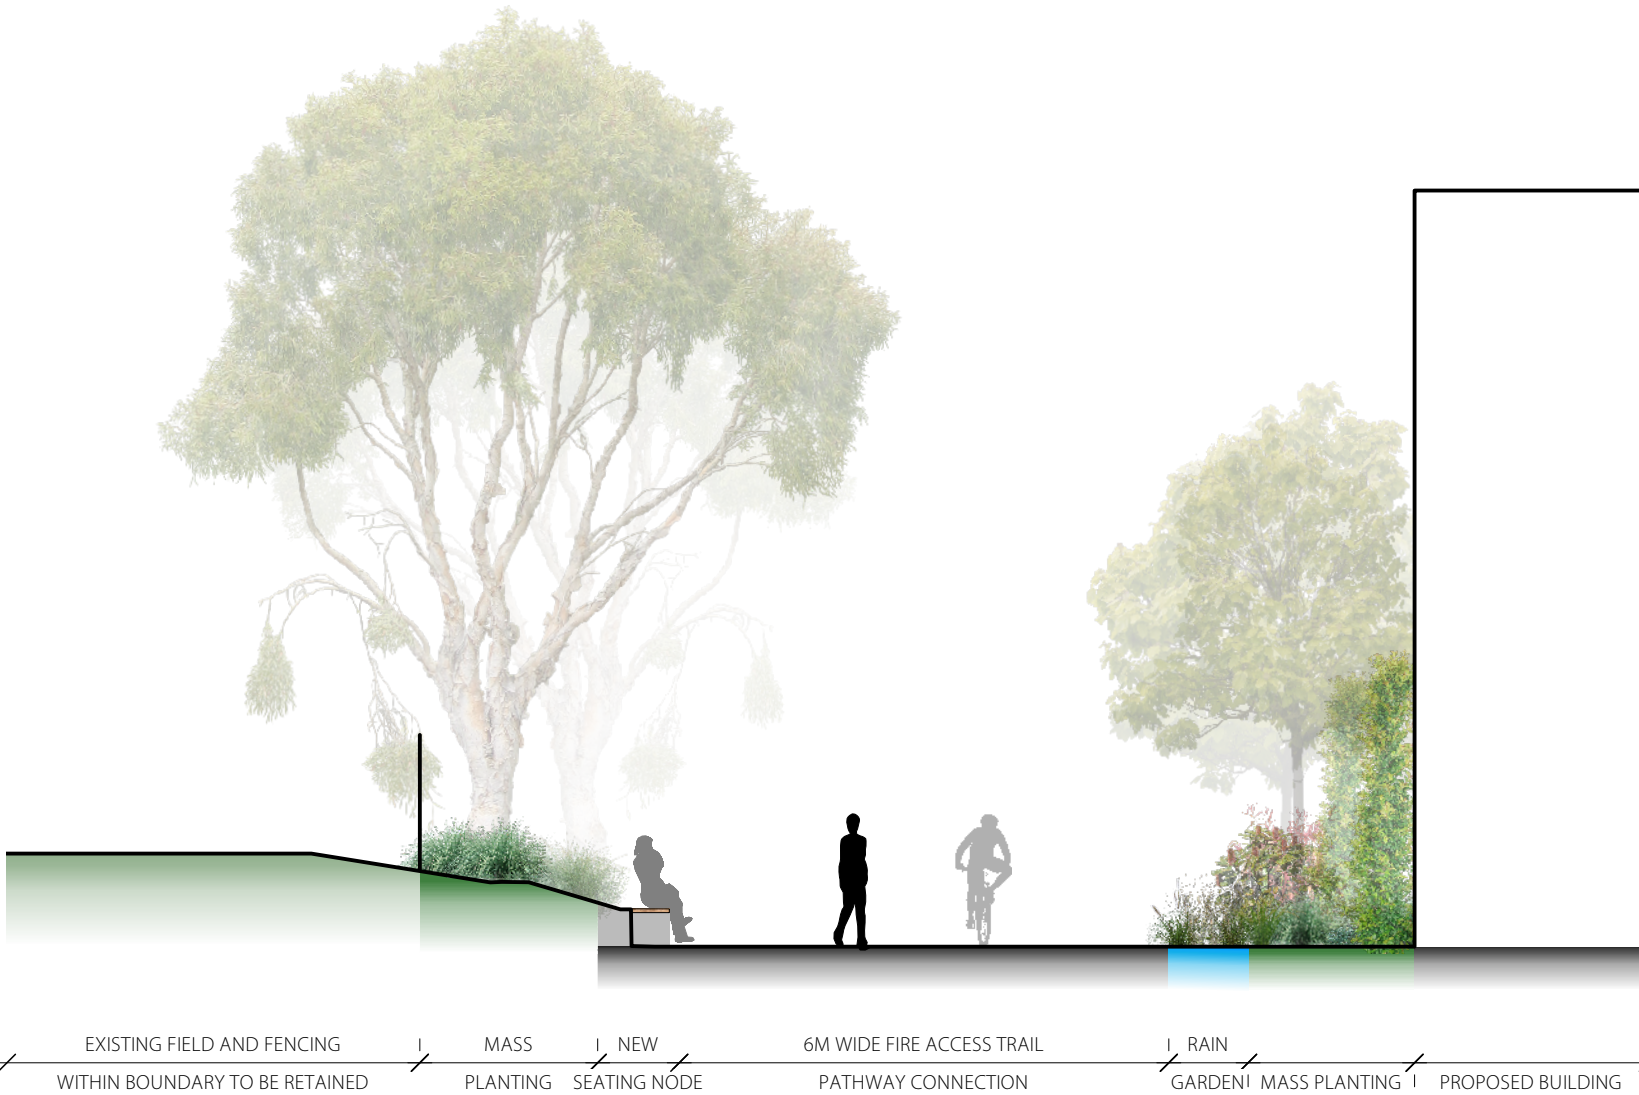 EXISTING FIELD AND FENCING
WITHIN BOUNDARY TO BE RETAINED
MASS
PLANTING
NEW
SEATING NODE
6M WIDE FIRE ACCESS TRAIL
PATHWAY CONNECTION
RAIN
GARDEN
MASS PLANTING
PROPOSED BUILDING